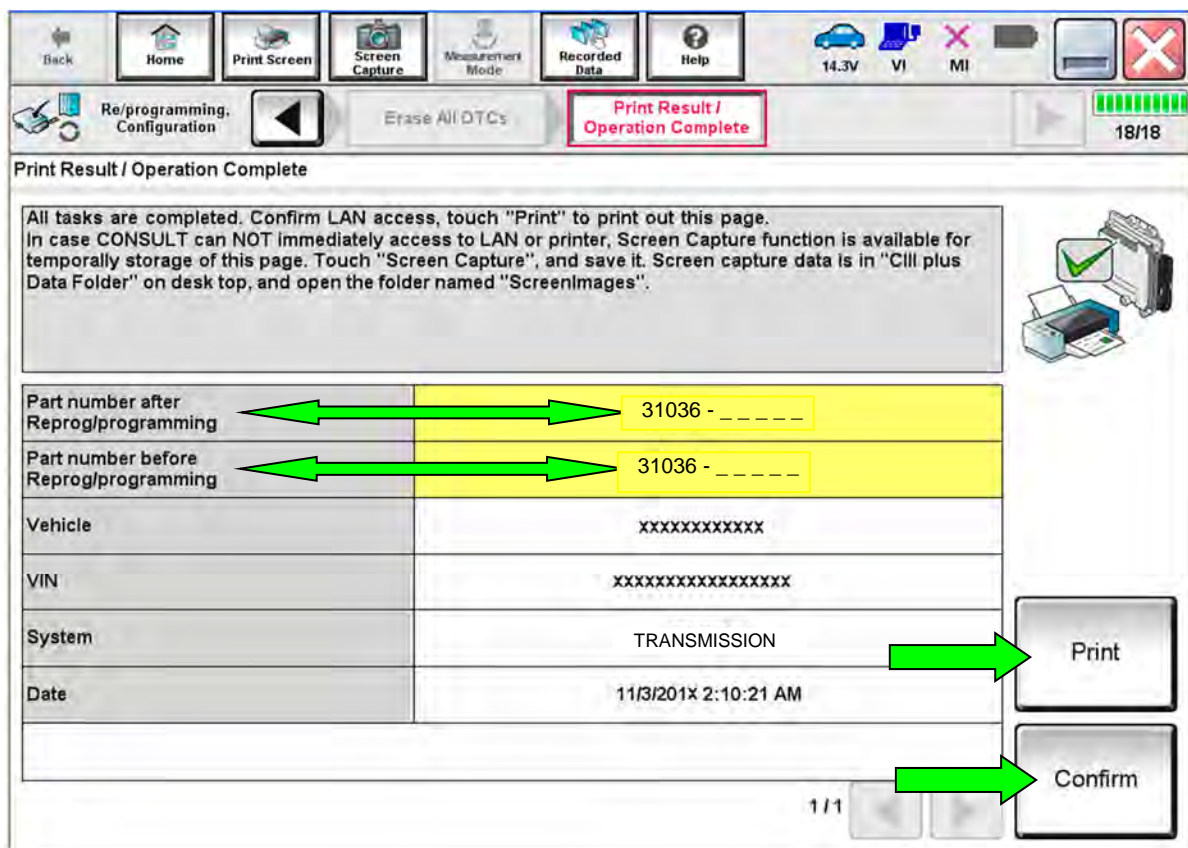 Back
Home
Print Screen
Screen
Capture
Measurement
Mode
Recorded
Data
Help
14.3V
VI
MI
Re/programming,
Configuration
Erase All DTCs
Print Result /
Operation Complete
18/18
Print Result / Operation Complete
All tasks are completed. Confirm LAN access, touch "Print" to print out this page.
In case CONSULT can NOT immediately access to LAN or printer, Screen Capture function is available for
temporally storage of this page. Touch "Screen Capture", and save it. Screen capture data is in "CIII plus
Data Folder" on desk top, and open the folder named "ScreenImages".
Part number after
Reprog/programming
31036 - _ _ _ _ _
Part number before
Reprog/programming
31036 - _ _ _ _ _
Vehicle
xxxxxxxxxxxx
VIN
xxxxxxxxxxxxxxxxx
System
TRANSMISSION
Date
11/3/201X 2:10:21 AM
Print
Confirm
1/1